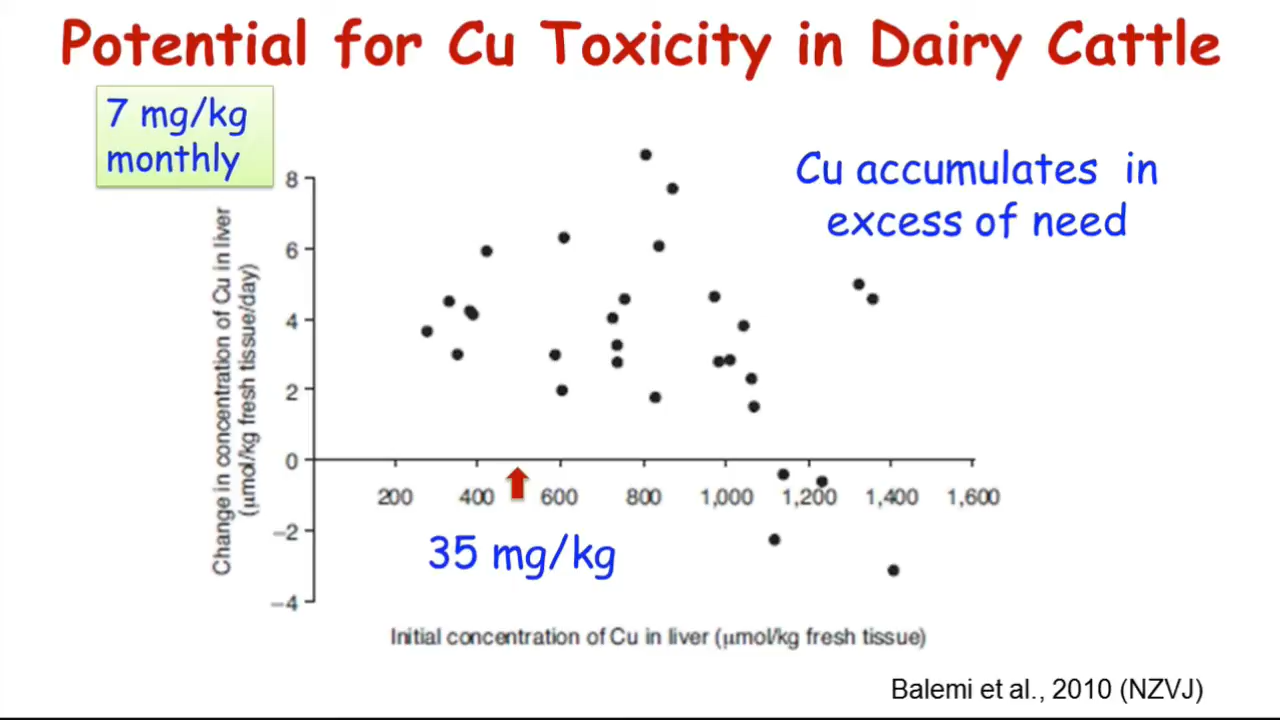 Potential for Cu Toxicity in Dairy Cattle
7 mg/kg
monthly
Cu accumulates in
excess of need
Change in concentration of Cu in liver
(μmol/kg fresh tissue/day)
8
6
4
2
0
−2
−4
200 400 600 800 1,000 1,200 1,400 1,600
35 mg/kg
Initial concentration of Cu in liver (μmol/kg fresh tissue)
Balemi et al., 2010 (NZVJ)